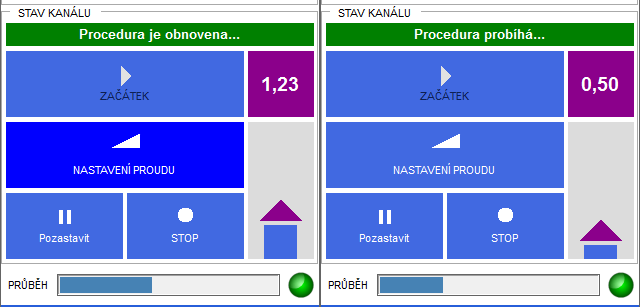 STAV KANÁLU
Procedura je obnovena...
ZAČÁTEK
1,23
NASTAVENÍ PROUDU
Pozastavit
STOP
PRŮBĚH
STAV KANÁLU
Procedura probíhá...
ZAČÁTEK
0,50
NASTAVENÍ PROUDU
Pozastavit
STOP
PRŮBĚH